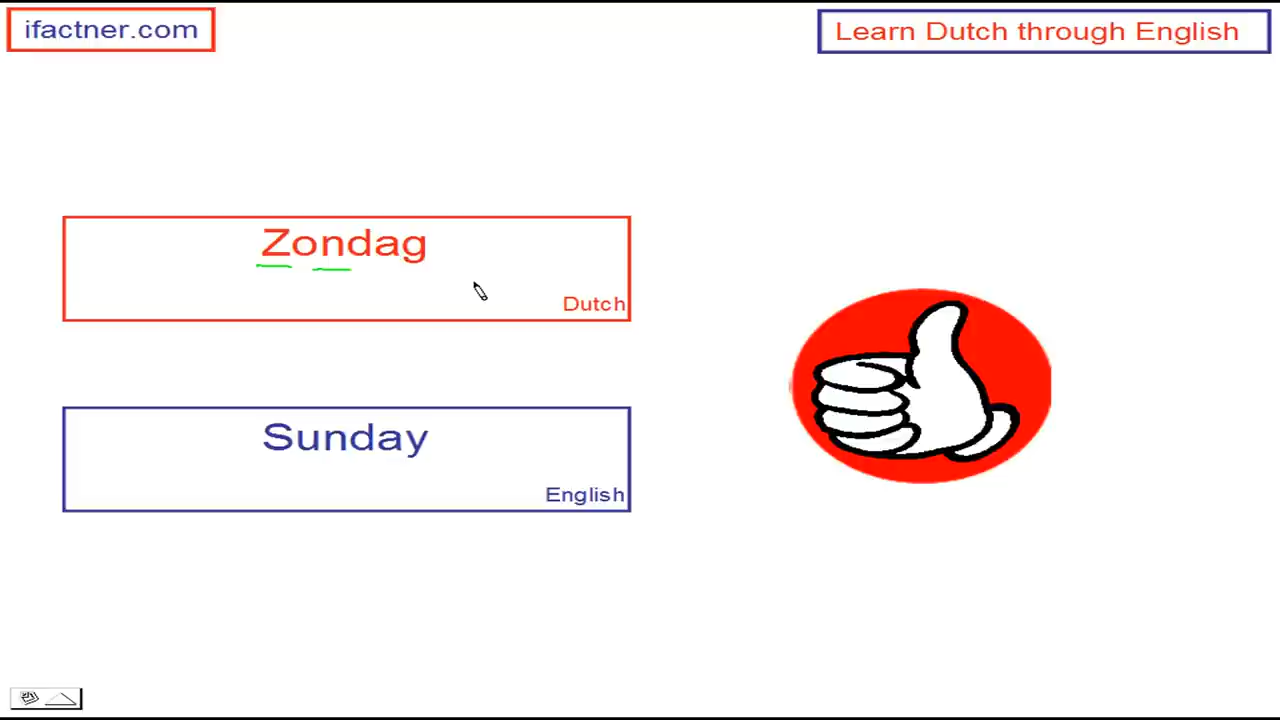 ifactner.com
Learn Dutch through English
Zondag
Dutch
Sunday
English